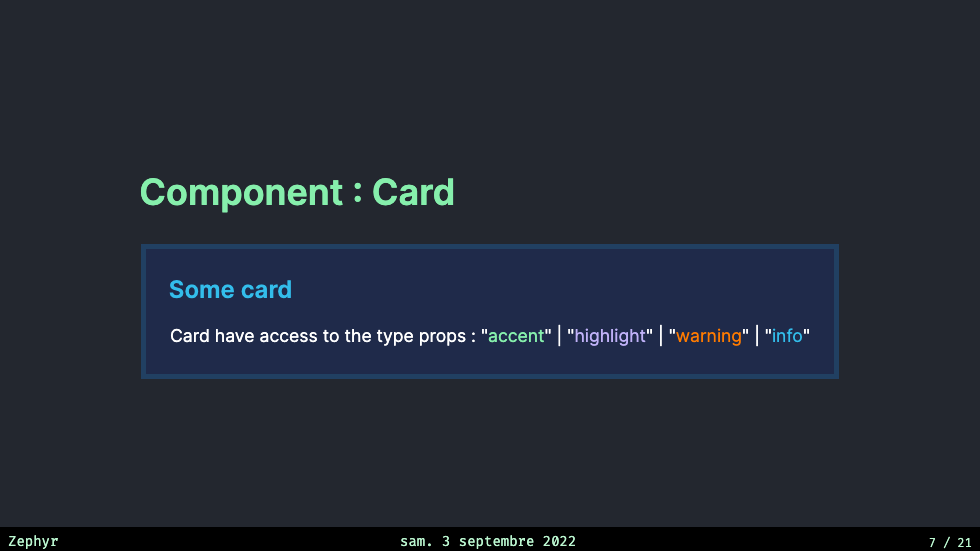 Component : Card
Some card
Card have access to the type props : "accent" | "highlight" | "warning" | "info"
Zephyr
sam. 3 septembre 2022
7 / 21